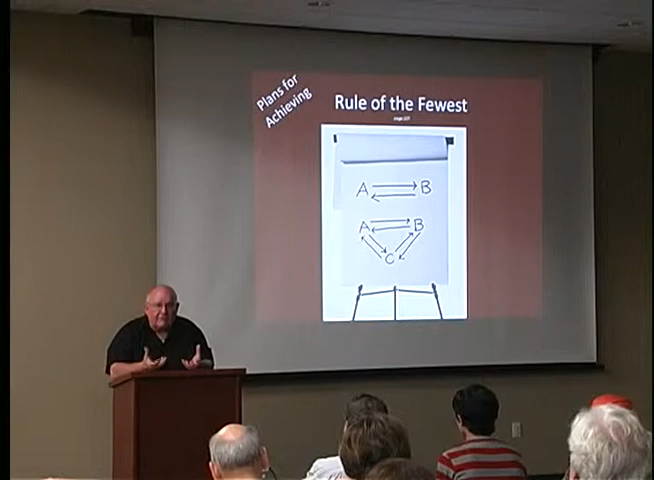 Plans for
Achieving
Rule of the Fewest
A B
A B
C